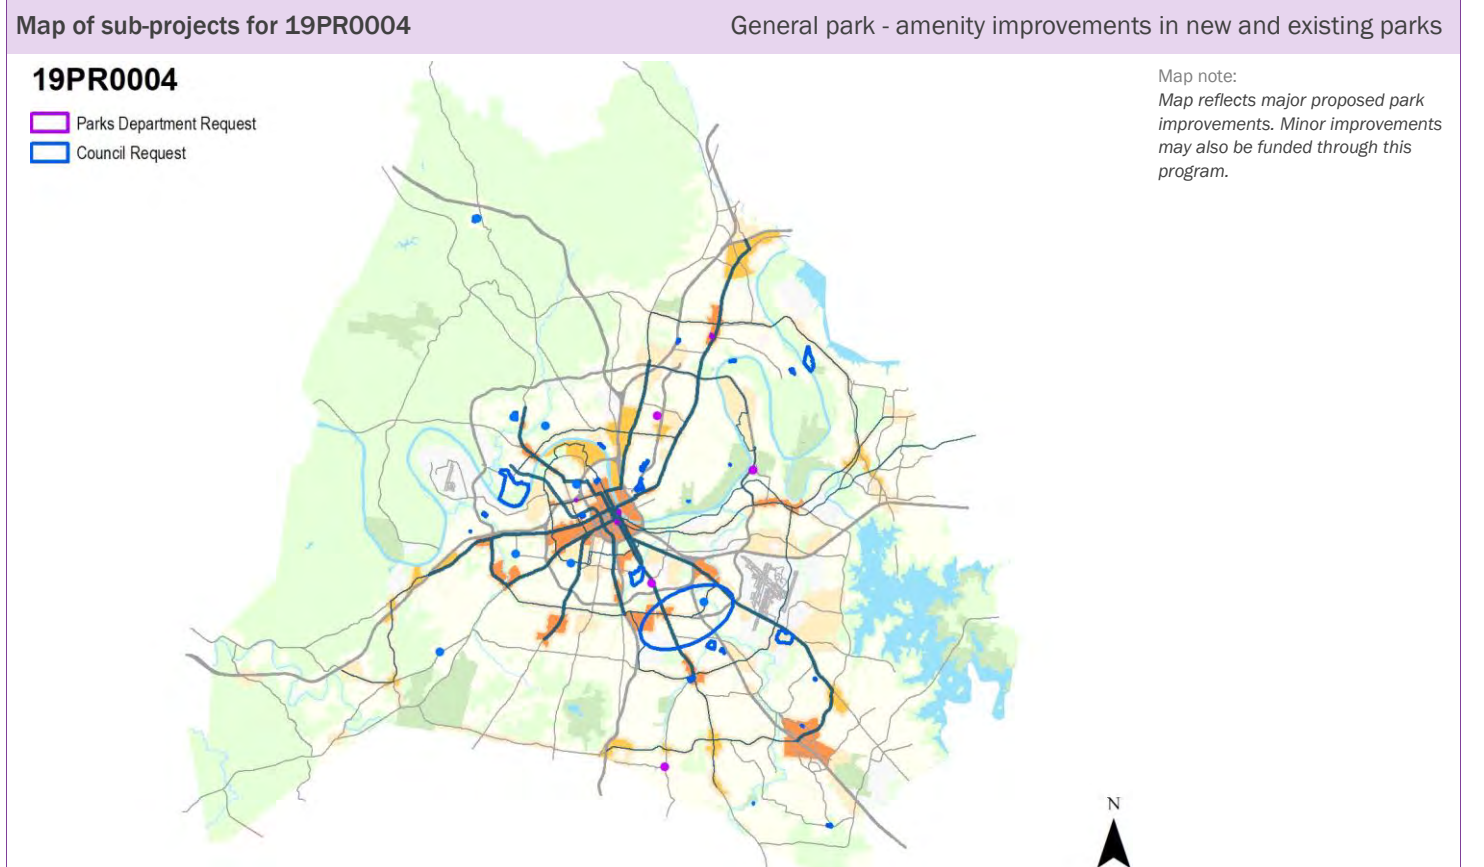 Map of sub-projects for 19PR0004
General park - amenity improvements in new and existing parks
19PR0004
Parks Department Request
Council Request
Map note:
Map reflects major proposed park
improvements. Minor improvements
may also be funded through this
program.
N